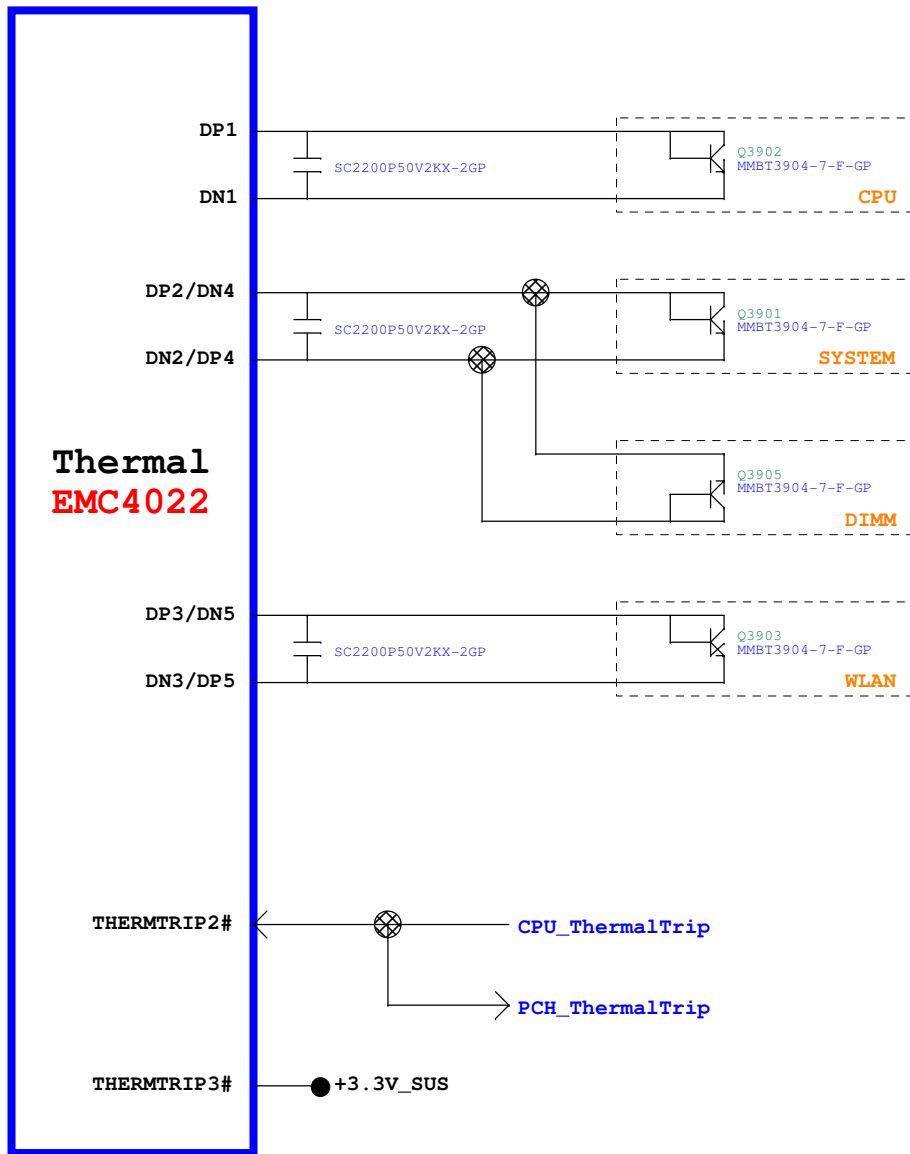 DP1
Q3902
MMBT3904-7-F-GP
SC2200P50V2KX-2GP
DN1
CPU
DP2/DN4
Q3901
MMBT3904-7-F-GP
SC2200P50V2KX-2GP
DN2/DP4
SYSTEM
Thermal
EMC4022
Q3905
MMBT3904-7-F-GP
DIMM
DP3/DN5
Q3903
MMBT3904-7-F-GP
SC2200P50V2KX-2GP
DN3/DP5
WLAN
THERMTRIP2#
CPU_ThermalTrip
PCH_ThermalTrip
THERMTRIP3#
+3.3V_SUS